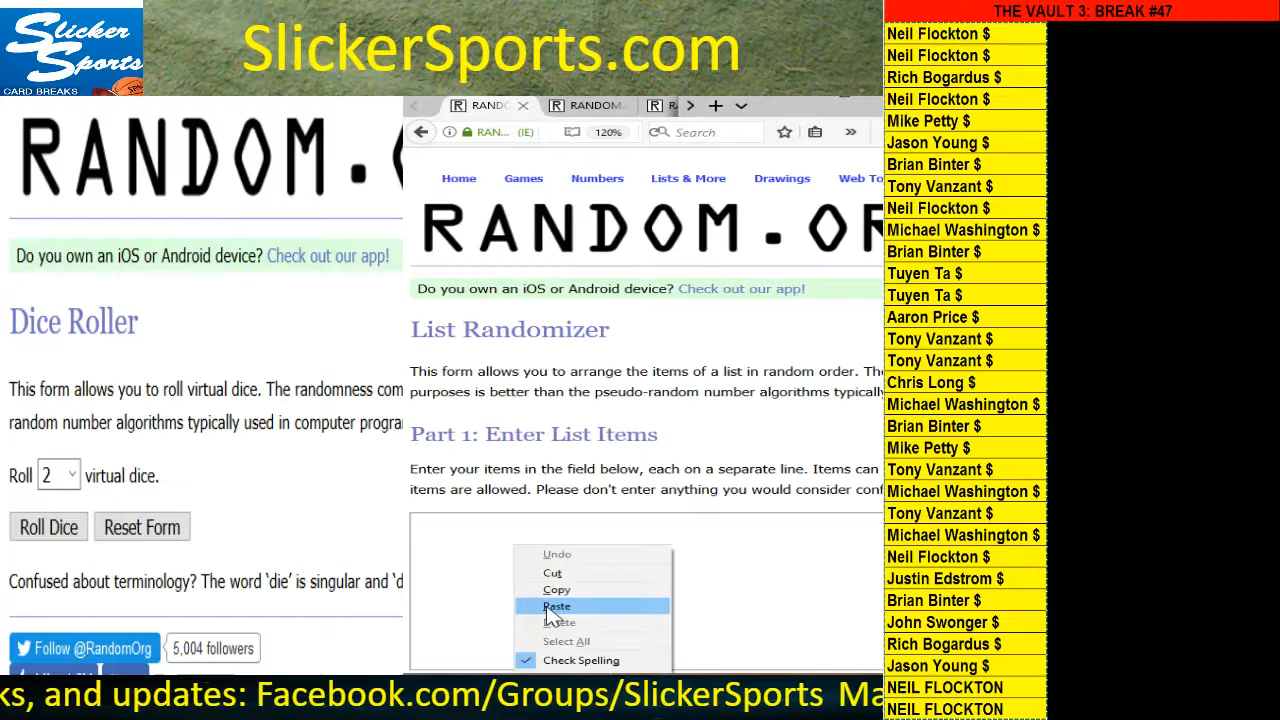 Slicker
Sports
CARD BREAKS
SlickerSports.com
RANDOM.O
Do you own an iOS or Android device? Check out our app!
Dice Roller
This form allows you to roll virtual dice. The randomness com
random number algorithms typically used in computer progra
Roll 2 virtual dice.
Roll Dice Reset Form
Confused about terminology? The word ‘die’ is singular and ‘d
Follow @RandomOrg 5,004 followers
RANDO RANDOM. R
RAN... (IE) 120% Search
Home Games Numbers Lists & More Drawings Web To
RANDOM.OR
Do you own an iOS or Android device? Check out our app!
List Randomizer
This form allows you to arrange the items of a list in random order. The
purposes is better than the pseudo-random number algorithms typically
Part 1: Enter List Items
Enter your items in the field below, each on a separate line. Items can
items are allowed. Please don't enter anything you would consider conf
Undo
Cut
Copy
Paste
Delete
Select All
Check Spelling
THE VAULT 3: BREAK #47
Neil Flockton $
Neil Flockton $
Rich Bogardus $
Neil Flockton $
Mike Petty $
Jason Young $
Brian Binter $
Tony Vanzant $
Neil Flockton $
Michael Washington $
Brian Binter $
Tuyen Ta $
Tuyen Ta $
Aaron Price $
Tony Vanzant $
Tony Vanzant $
Chris Long $
Michael Washington $
Brian Binter $
Mike Petty $
Tony Vanzant $
Michael Washington $
Tony Vanzant $
Michael Washington $
Neil Flockton $
Justin Edstrom $
Brian Binter $
John Swonger $
Rich Bogardus $
Jason Young $
NEIL FLOCKTON
NEIL FLOCKTON
ks, and updates: Facebook.com/Groups/SlickerSports Ma